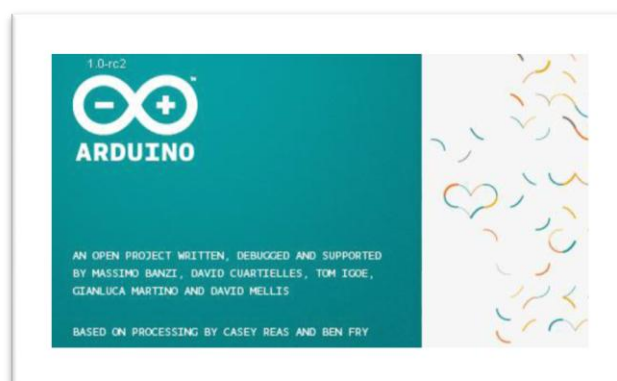 1.0-rc2
ARDUINO
AN OPEN PROJECT WRITTEN, DEBUGGED AND SUPPORTED
BY MASSIMO BANZI, DAVID CUARTIELLES, TOM IGOE,
GIANLUCA MARTINO AND DAVID MELLIS
BASED ON PROCESSING BY CASEY REAS AND BEN FRY